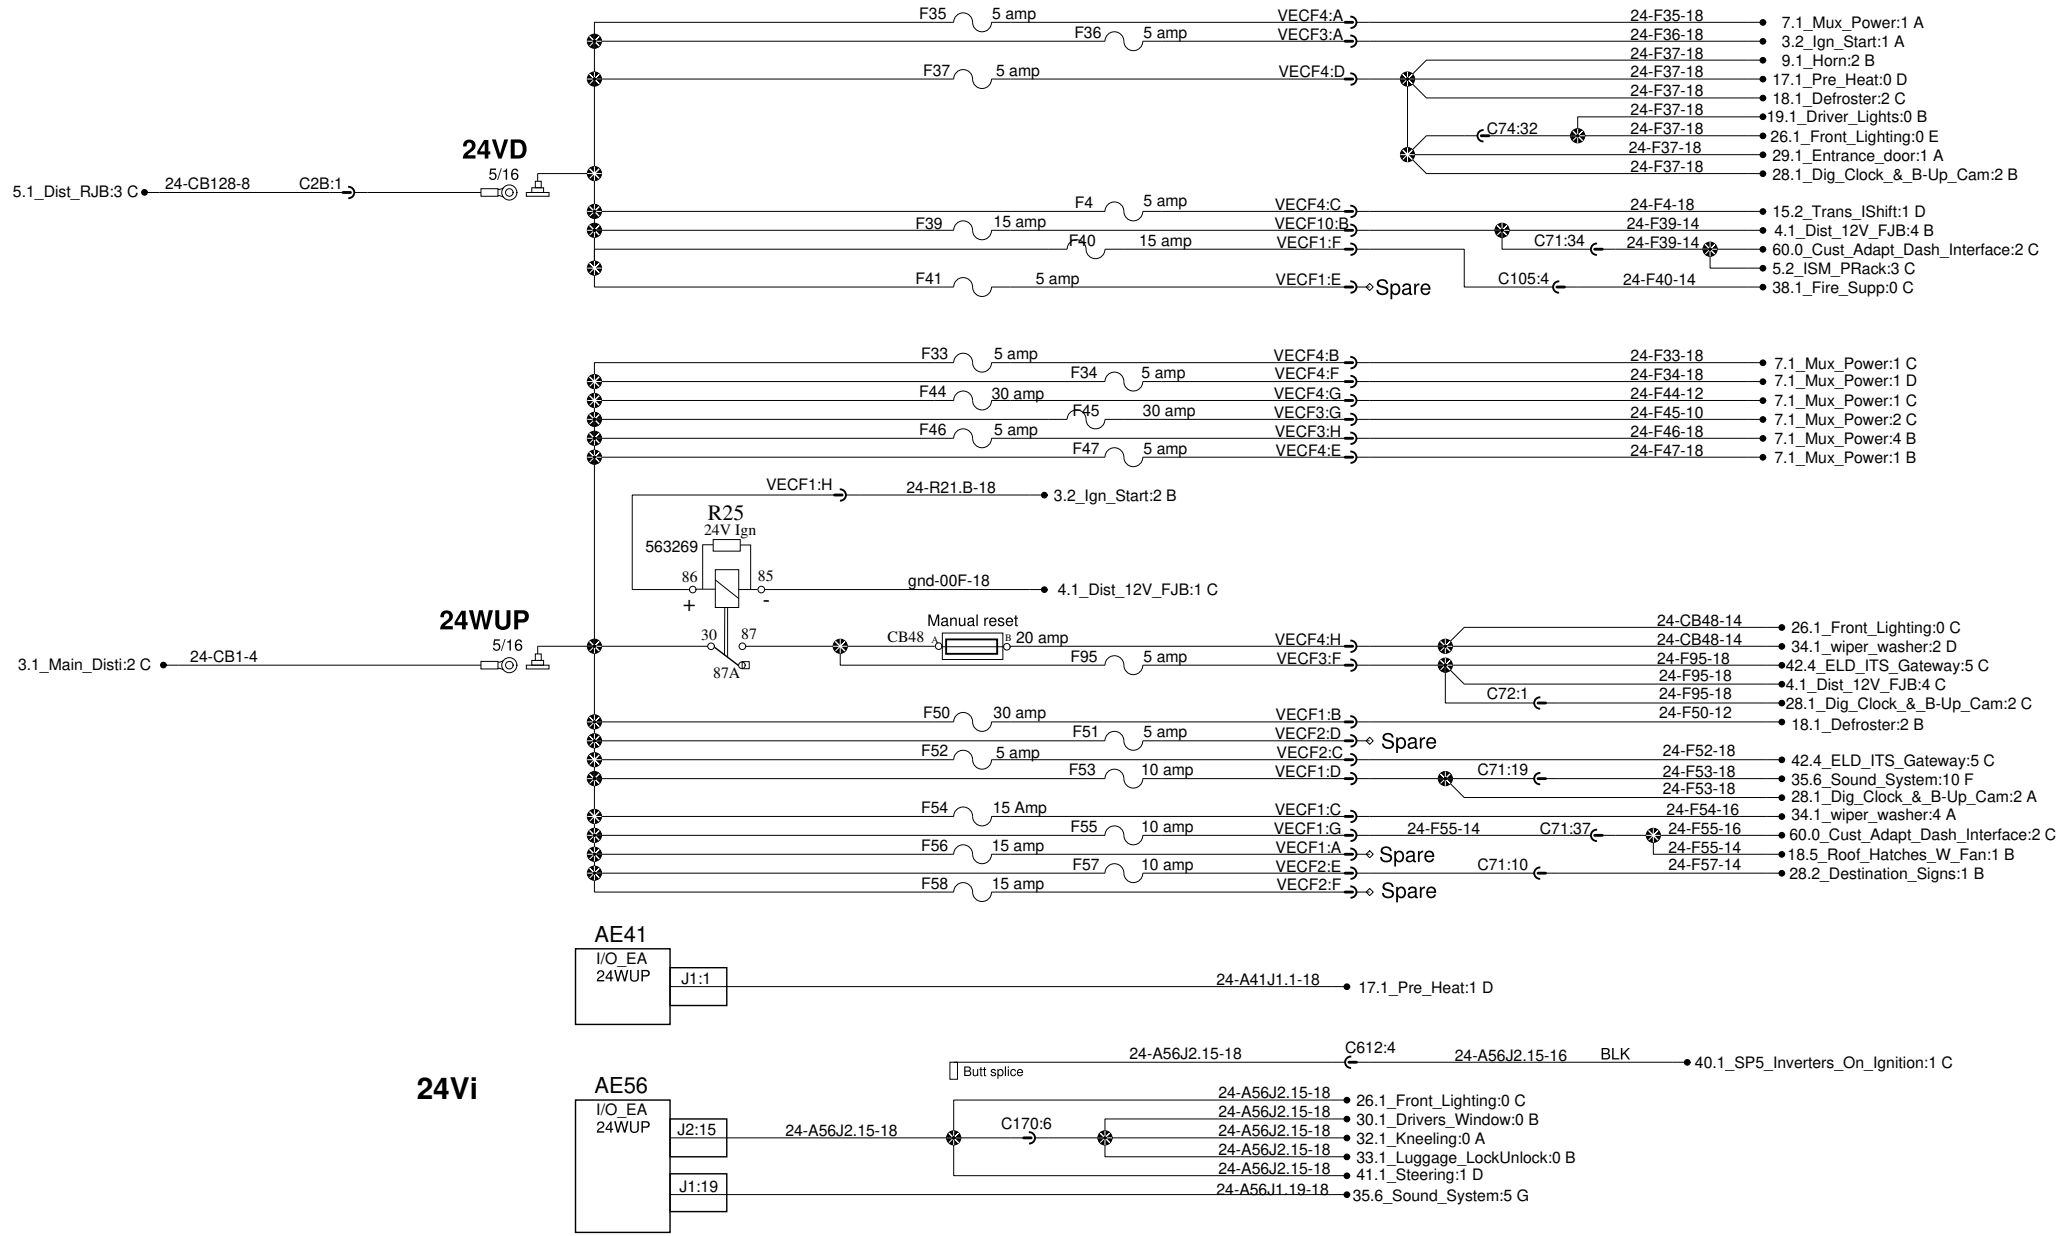 F35 5 amp VECF4:A 24-F35-18 7.1_Mux_Power:1 A
F36 5 amp VECF3:A 24-F36-18 3.2_Ign_Start:1 A
24-F37-18 9.1_Horn:2 B
F37 5 amp VECF4:D 24-F37-18 17.1_Pre_Heat:0 D
24-F37-18 18.1_Defroster:2 C
24-F37-18 19.1_Driver_Lights:0 B
C74:32 24-F37-18 26.1_Front_Lighting:0 E
24VD
24-F37-18 29.1_Entrance_door:1 A
5/16 24-F37-18 28.1_Dig_Clock_&_B-Up_Cam:2 B
5.1_Dist_RJB:3 C 24-CB128-8 C2B:1
F4 5 amp VECF4:C 24-F4-18 15.2_Trans_IShift:1 D
F39 15 amp VECF10:B 24-F39-14 4.1_Dist_12V_FJB:4 B
F40 15 amp VECF1:F C71:34 24-F39-14 60.0_Cust_Adapt_Dash_Interface:2 C
5.2_ISM_PRack:3 C
F41 5 amp VECF1:E Spare C105:4 24-F40-14 38.1_Fire_Supp:0 C
F33 5 amp VECF4:B 24-F33-18 7.1_Mux_Power:1 C
F34 5 amp VECF4:F 24-F34-18 7.1_Mux_Power:1 D
F44 30 amp VECF4:G 24-F44-12 7.1_Mux_Power:1 C
F45 30 amp VECF3:G 24-F45-10 7.1_Mux_Power:2 C
F46 5 amp VECF3:H 24-F46-18 7.1_Mux_Power:4 B
F47 5 amp VECF4:E 24-F47-18 7.1_Mux_Power:1 B
VECF1:H 24-R21.B-18 3.2_Ign_Start:2 B
R25
24V Ign
563269
86 85 gnd-00F-18 4.1_Dist_12V_FJB:1 C
+ -
24WUP
Manual reset 24-CB48-14 26.1_Front_Lighting:0 C
5/16 30 87 CB48 A B 20 amp VECF4:H 24-CB48-14 34.1_wiper_washer:2 D
3.1_Main_Disti:2 C 24-CB1-4 87A F95 5 amp VECF3:F 24-F95-18 42.4_ELD_ITS_Gateway:5 C
24-F95-18 4.1_Dist_12V_FJB:4 C
C72:1 24-F95-18 28.1_Dig_Clock_&_B-Up_Cam:2 C
F50 30 amp VECF1:B 24-F50-12 18.1_Defroster:2 B
F51 5 amp VECF2:D Spare
F52 5 amp VECF2:C 24-F52-18 42.4_ELD_ITS_Gateway:5 C
F53 10 amp VECF1:D C71:19 24-F53-18 35.6_Sound_System:10 F
24-F53-18 28.1_Dig_Clock_&_B-Up_Cam:2 A
F54 15 Amp VECF1:C 24-F54-16 34.1_wiper_washer:4 A
F55 10 amp VECF1:G 24-F55-14 C71:37 24-F55-16 60.0_Cust_Adapt_Dash_Interface:2 C
F56 15 amp VECF1:A Spare 24-F55-14 18.5_Roof_Hatches_W_Fan:1 B
F57 10 amp VECF2:E C71:10 24-F57-14 28.2_Destination_Signs:1 B
F58 15 amp VECF2:F Spare
AE41
I/O_EA
24WUP
J1:1 24-A41J1.1-18 17.1_Pre_Heat:1 D
24-A56J2.15-18 C612:4 24-A56J2.15-16 BLK 40.1_SP5_Inverters_On_Ignition:1 C
Butt splice
24Vi
AE56
I/O_EA
24WUP
24-A56J2.15-18 26.1_Front_Lighting:0 C
24-A56J2.15-18 30.1_Drivers_Window:0 B
J2:15 24-A56J2.15-18 C170:6 24-A56J2.15-18 32.1_Kneeling:0 A
24-A56J2.15-18 33.1_Luggage_LockUnlock:0 B
24-A56J2.15-18 41.1_Steering:1 D
J1:19 24-A56J1.19-18 35.6_Sound_System:5 G